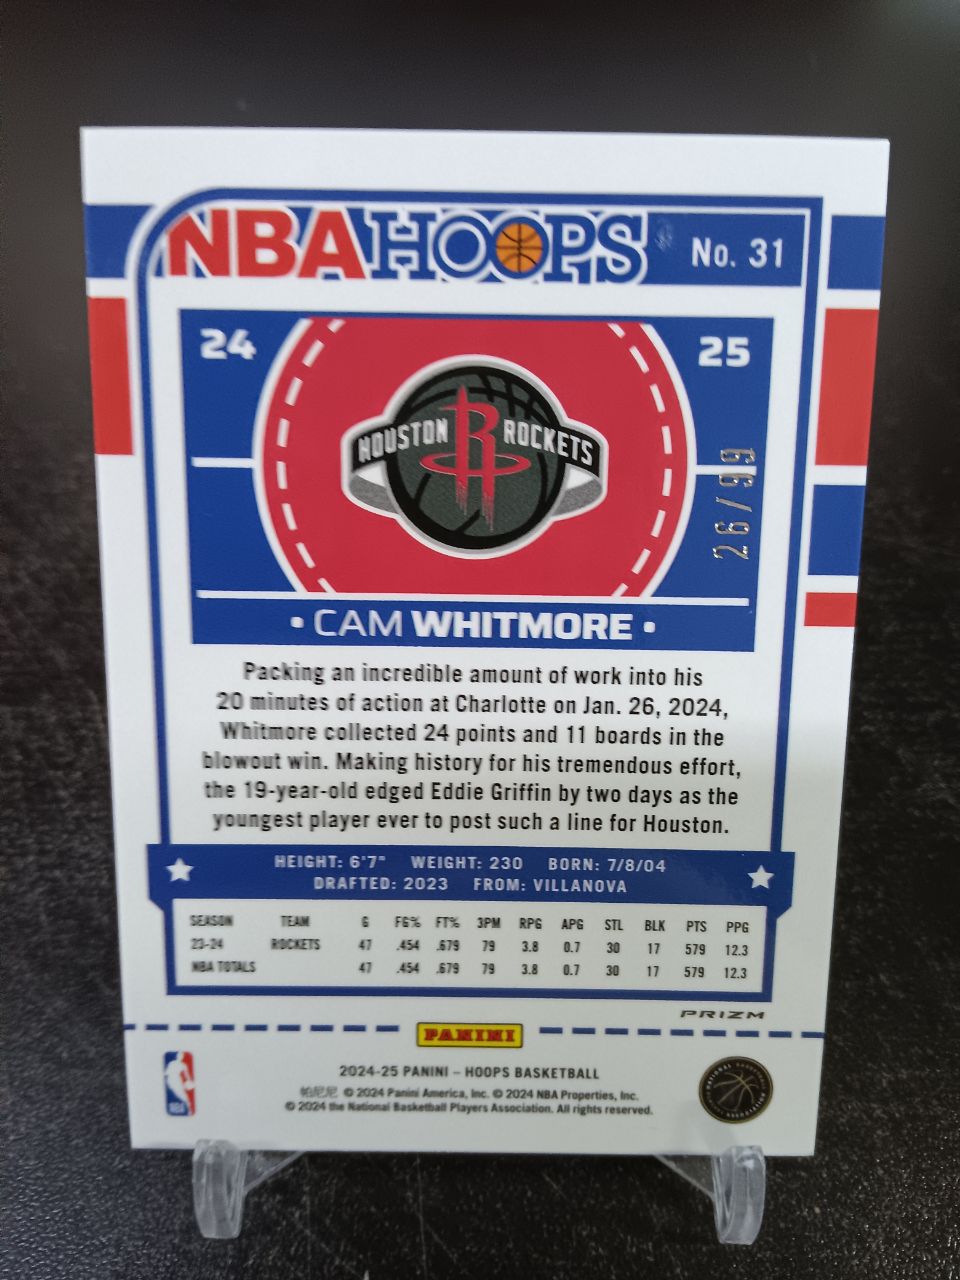 NBA HOOPS No. 31
24 25
HOUSTON R ROCKETS
26/99
• CAM WHITMORE •
Packing an incredible amount of work into his
20 minutes of action at Charlotte on Jan. 26, 2024,
Whitmore collected 24 points and 11 boards in the
blowout win. Making history for his tremendous effort,
the 19-year-old edged Eddie Griffin by two days as the
youngest player ever to post such a line for Houston.
HEIGHT: 6'7" WEIGHT: 230 BORN: 7/8/04
DRAFTED: 2023 FROM: VILLANOVA
SEASON TEAM G FG% FT% 3PM RPG APG STL BLK PTS PPG
23-24 ROCKETS 47 .454 .679 79 3.8 0.7 30 17 579 12.3
NBA TOTALS 47 .454 .679 79 3.8 0.7 30 17 579 12.3
PRIZM
PANINI
2024-25 PANINI – HOOPS BASKETBALL
帕尼尼 © 2024 Panini America, Inc. © 2024 NBA Properties, Inc.
© 2024 the National Basketball Players Association. All rights reserved.
NBA
NATIONAL BASKETBALL PLAYERS ASSOCIATION